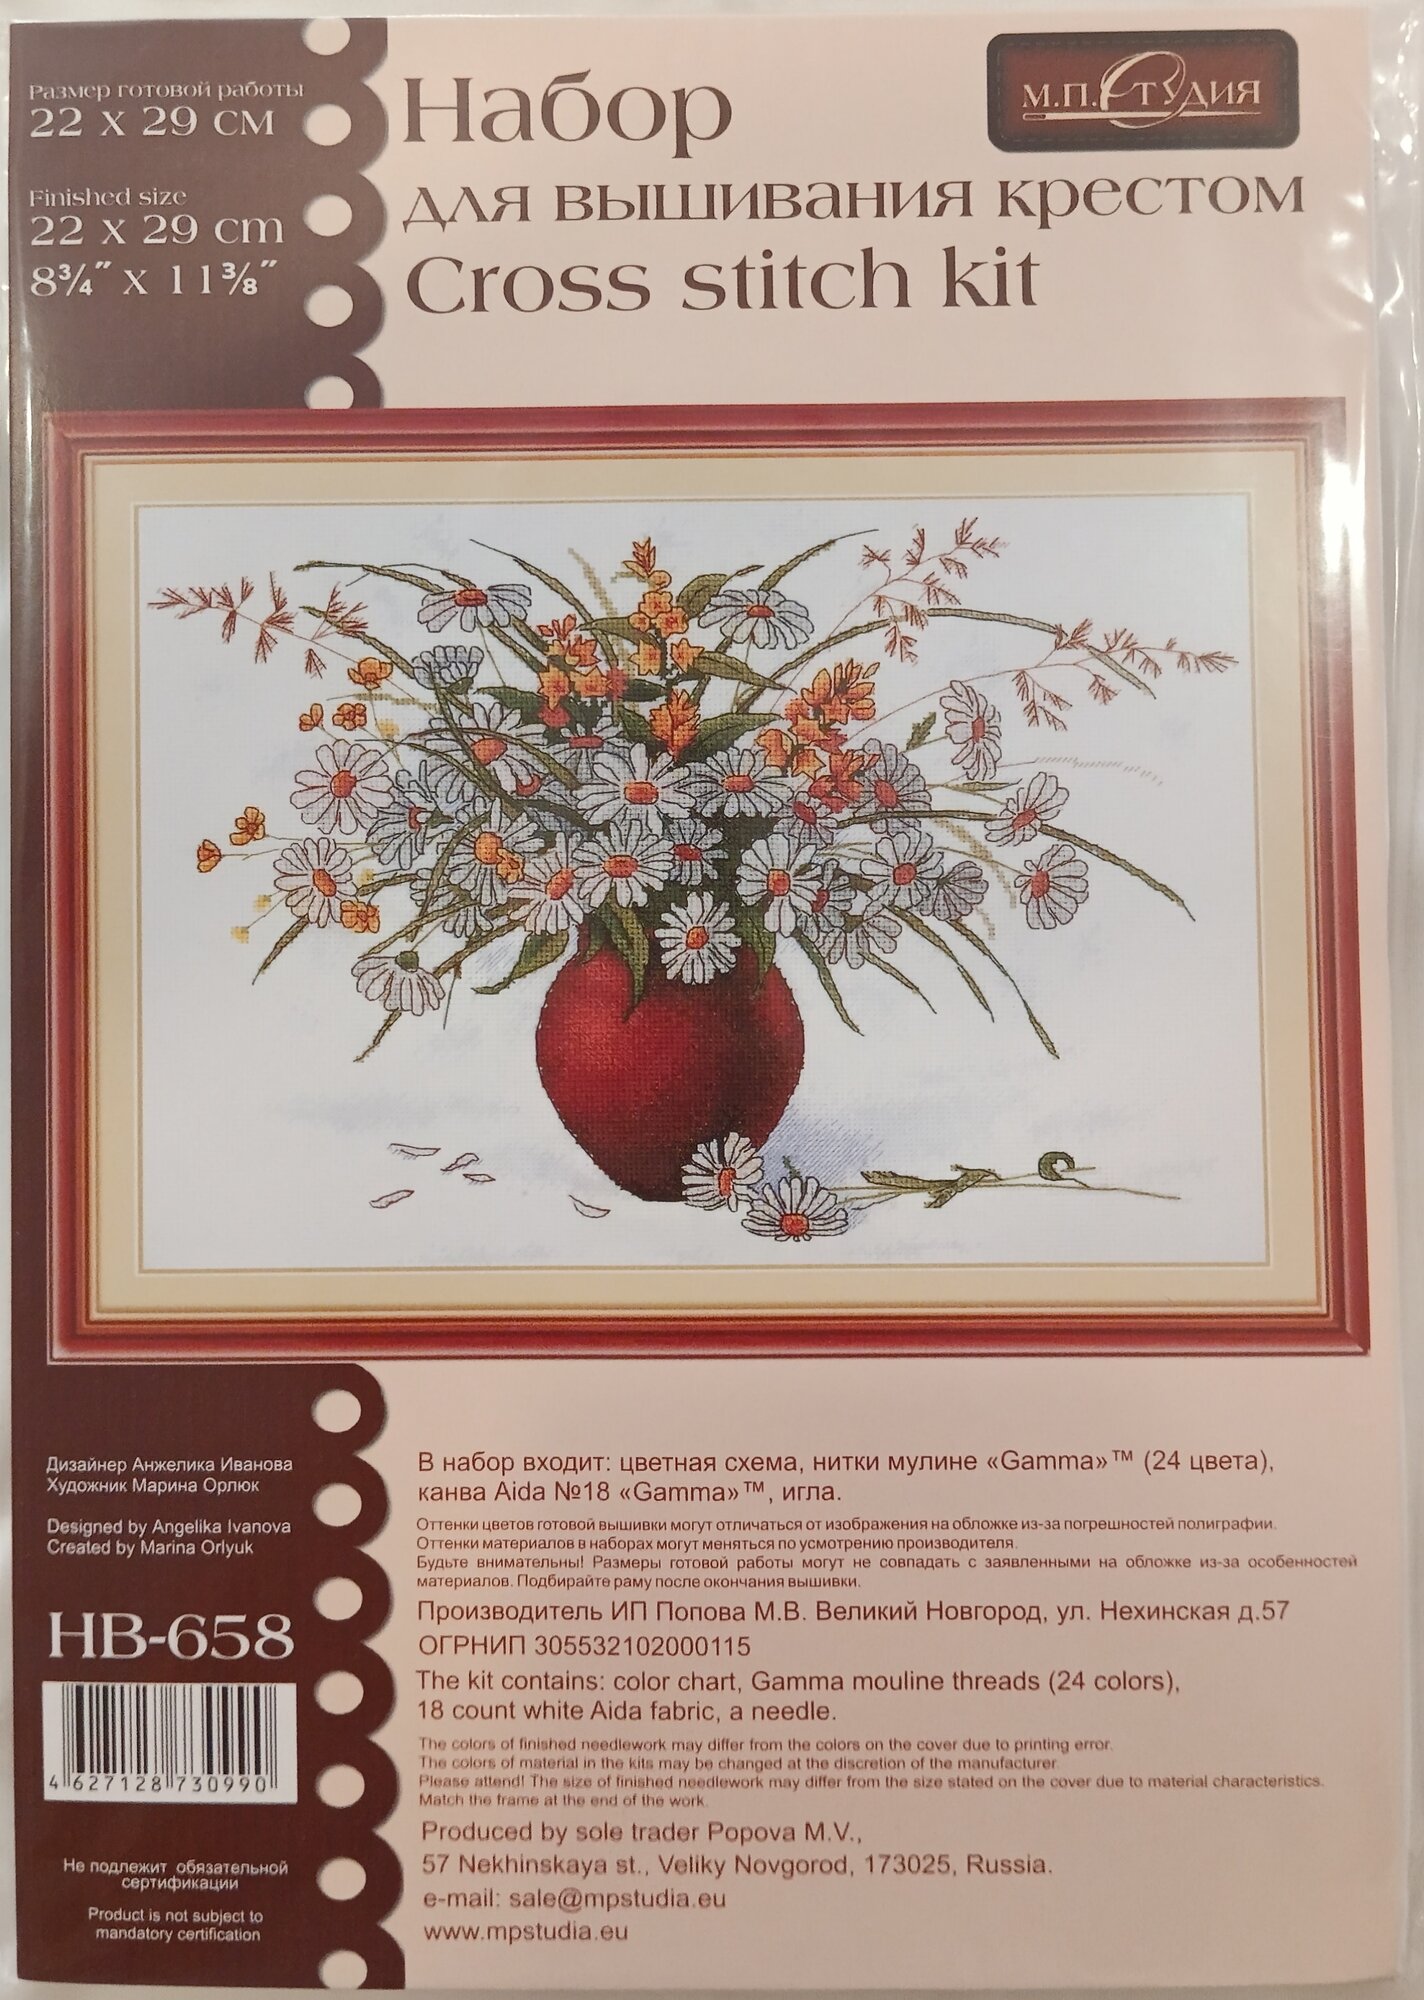 Размер готовой работы
22 x 29 см
Finished size
22 x 29 cm
8¾" x 11⅜"
Набор
для вышивания крестом
Cross stitch kit
М.П.Студия
Дизайнер Анжелика Иванова
Художник Марина Орлюк
Designed by Angelika Ivanova
Created by Marina Orlyuk
НВ-658
4 627128 730990
Не подлежит обязательной
сертификации
Product is not subject to
mandatory certification
В набор входит: цветная схема, нитки мулине «Gamma»™ (24 цвета),
канва Aida №18 «Gamma»™, игла.
Оттенки цветов готовой вышивки могут отличаться от изображения на обложке из-за погрешностей полиграфии.
Оттенки материалов в наборах могут меняться по усмотрению производителя.
Будьте внимательны! Размеры готовой работы могут не совпадать с заявленными на обложке из-за особенностей
материалов. Подбирайте раму после окончания вышивки.
Производитель ИП Попова М.В. Великий Новгород, ул. Нехинская д.57
ОГРНИП 305532102000115
The kit contains: color chart, Gamma mouline threads (24 colors),
18 count white Aida fabric, a needle.
The colors of finished needlework may differ from the colors on the cover due to printing error.
The colors of material in the kits may be changed at the discretion of the manufacturer.
Please attend! The size of finished needlework may differ from the size stated on the cover due to material characteristics.
Match the frame at the end of the work.
Produced by sole trader Popova M.V.,
57 Nekhinskaya st., Veliky Novgorod, 173025, Russia.
e-mail: sale@mpstudia.eu
www.mpstudia.eu